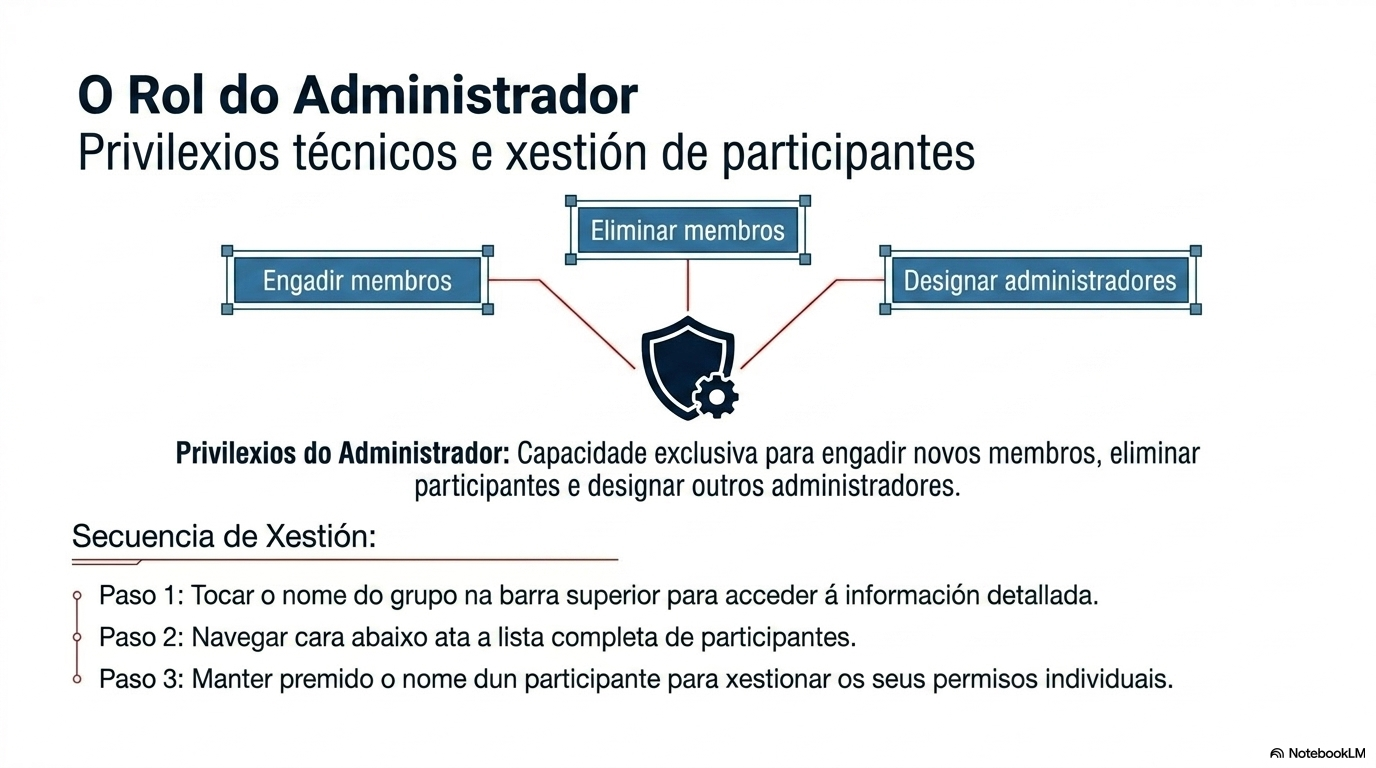 O Rol do Administrador
Privilexios técnicos e xestión de participantes
Engadir membros
Eliminar membros
Designar administradores
Privilexios do Administrador: Capacidade exclusiva para engadir novos membros, eliminar
participantes e designar outros administradores.
Secuencia de Xestión:
Paso 1: Tocar o nome do grupo na barra superior para acceder á información detallada.
Paso 2: Navegar cara abaixo ata a lista completa de participantes.
Paso 3: Manter premido o nome dun participante para xestionar os seus permisos individuais.
NotebookLM